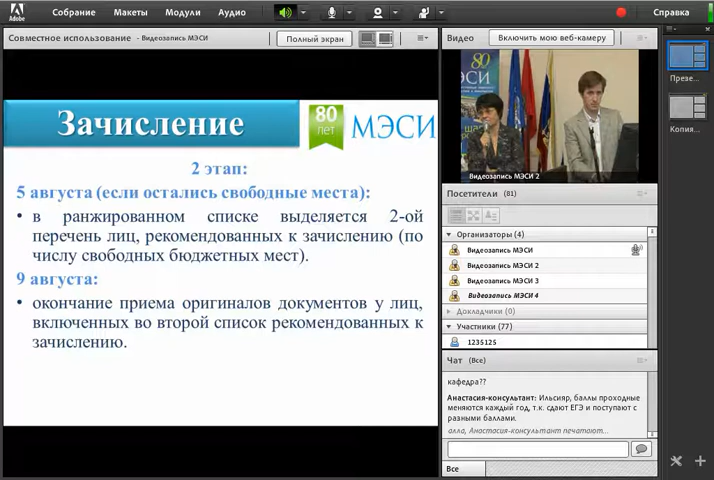 Adobe
Собрание
Макеты
Модули
Аудио
Справка
Совместное использование - Видеозапись МЭСИ
Полный экран
Зачисление
80
лет
МЭСИ
2 этап:
5 августа (если остались свободные места):
• в ранжированном списке выделяется 2-ой
перечень лиц, рекомендованных к зачислению (по
числу свободных бюджетных мест).
9 августа:
• окончание приема оригиналов документов у лиц,
включенных во второй список рекомендованных к
зачислению.
Видео
Включить мою веб-камеру
80
ЭСИ
Видеозапись МЭСИ 2
Посетители (81)
Организаторы (4)
Видеозапись МЭСИ
Видеозапись МЭСИ 2
Видеозапись МЭСИ 3
Видеозапись МЭСИ 4
Докладчики (0)
Участники (77)
1235125
Чат (Все)
кафедра??
Анастасия-консультант: Ильсияр, баллы проходные
меняются каждый год, т.к. сдают ЕГЭ и поступают с
разными баллами.
алла, Анастасия-консультант печатают...
Все
Презе...
Копия...